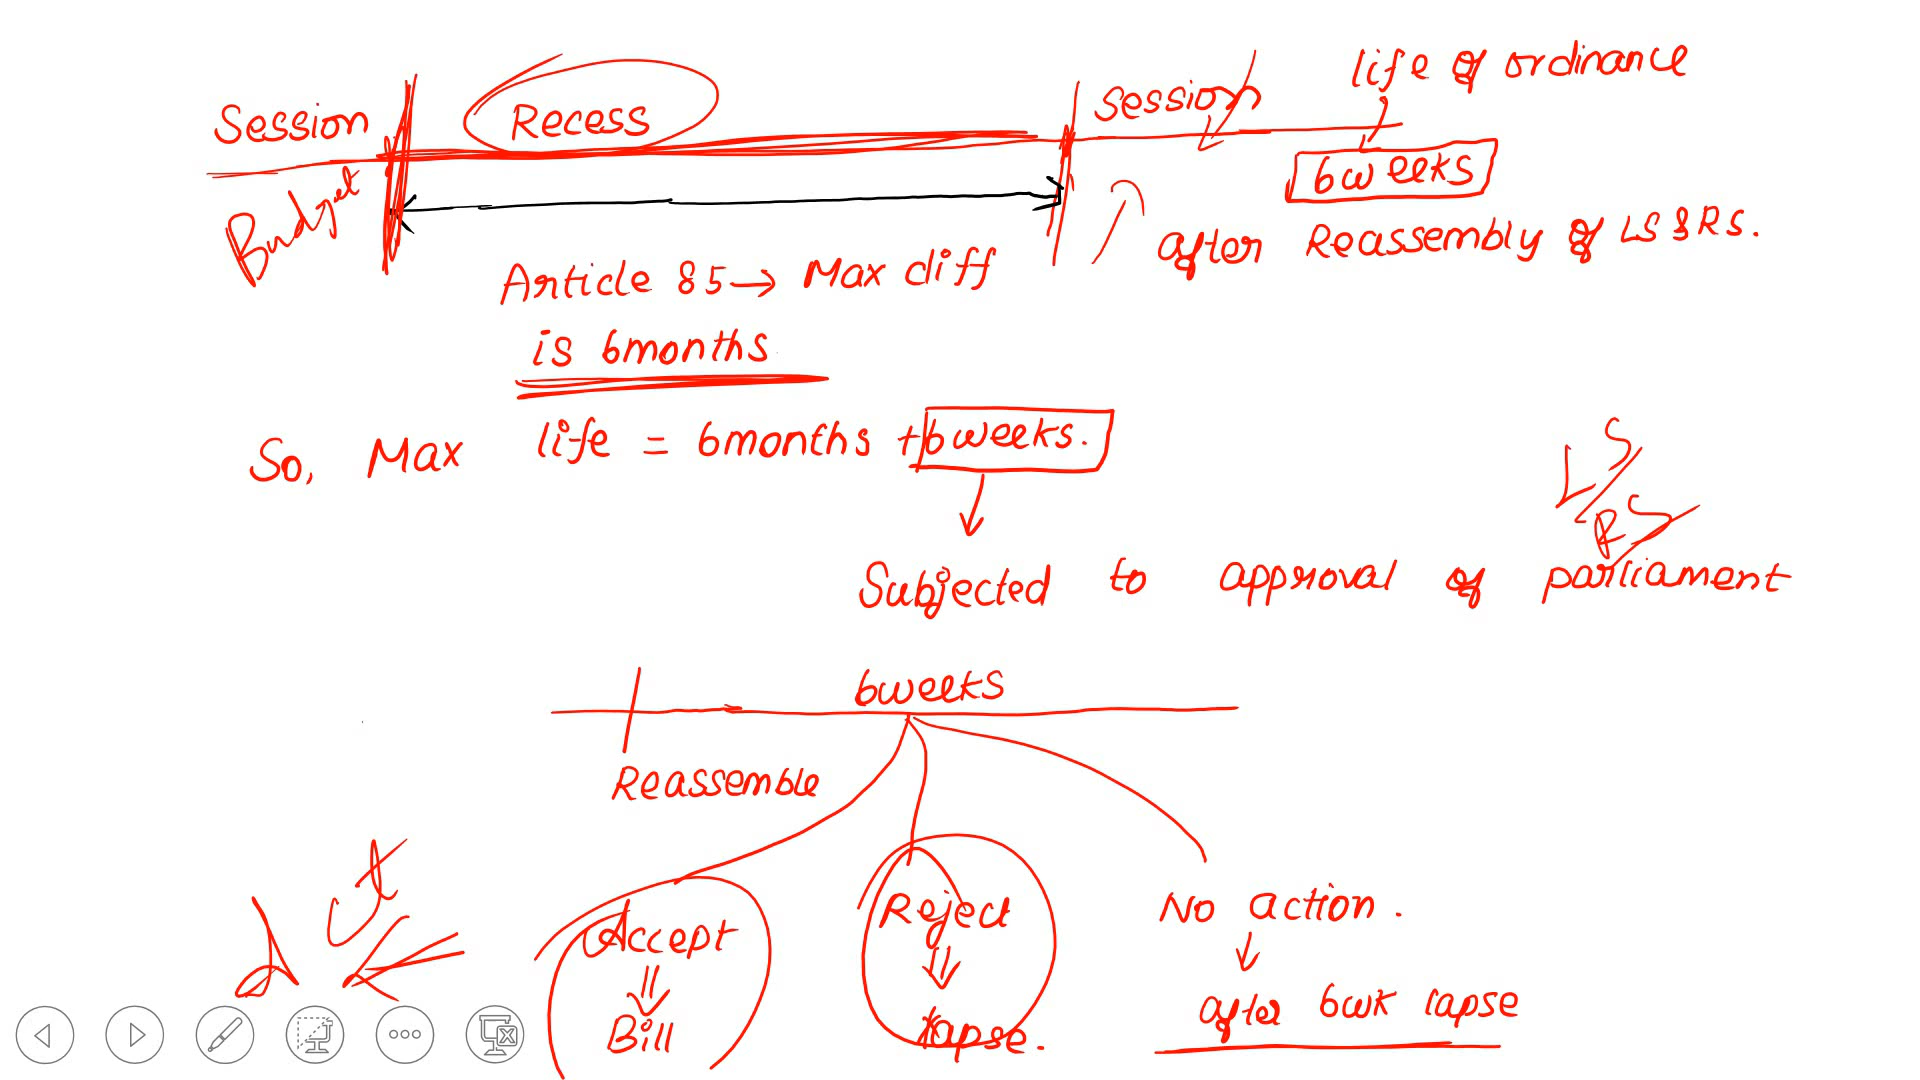 Session
Recess
Session
life of ordinance
Budget
6weeks
after Reassembly of LS & RS.
Article 85 → Max diff
is 6months
So, Max life = 6months + 6weeks.
LS/
RS
Subjected to approval of parliament
6weeks
Reassemble
Act
Accept
Reject
No action.
Bill
lapse.
after 6wk lapse